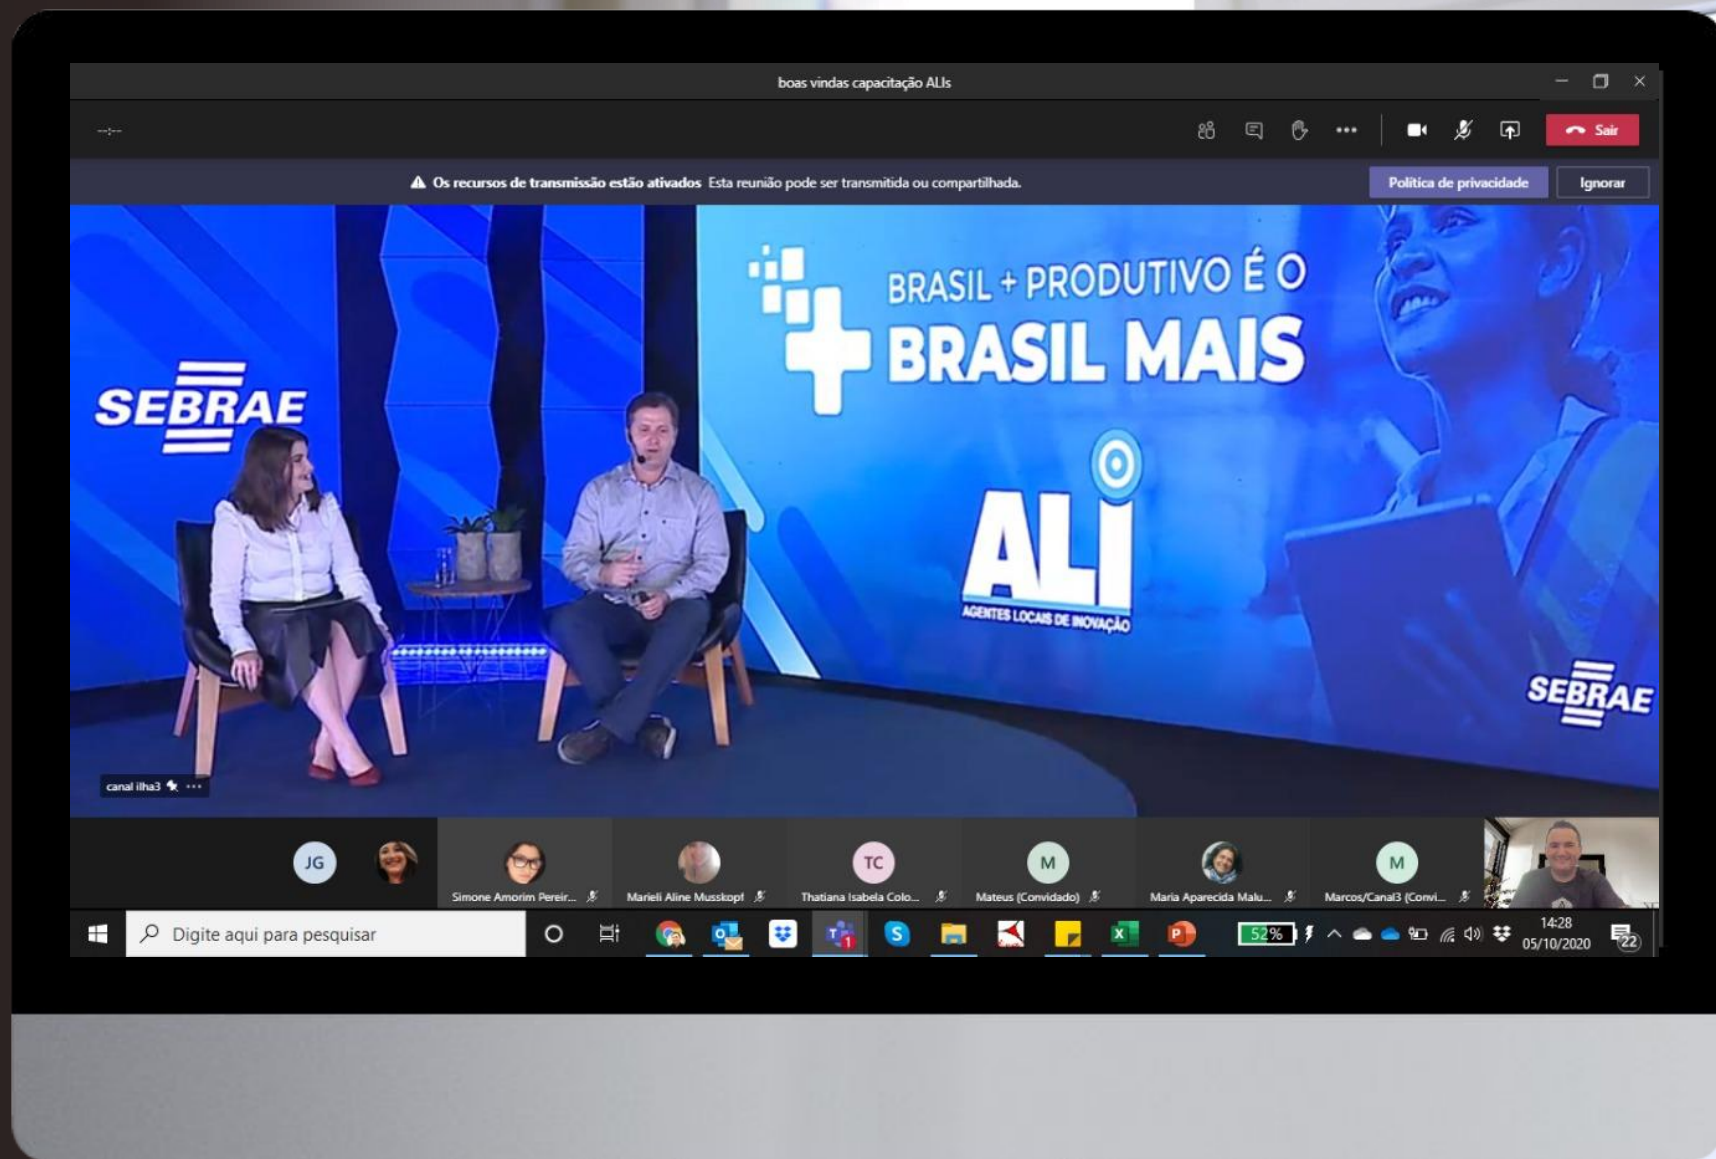 boas vindas capacitação ALIs
--:--
Sair
Os recursos de transmissão estão ativados Esta reunião pode ser transmitida ou compartilhada.
Política de privacidade
Ignorar
BRASIL + PRODUTIVO É O
BRASIL MAIS
SEBRAE
ALi
AGENTES LOCAIS DE INOVAÇÃO
SEBRAE
canal ilha3 ...
JG
TC
M
M
Simone Amorim Pereir...
Marieli Aline Musskopf
Thatiana Isabela Colo...
Mateus (Convidado)
Maria Aparecida Malu...
Marcos/Canal3 (Convi...
Digite aqui para pesquisar
52%
14:28
05/10/2020
22